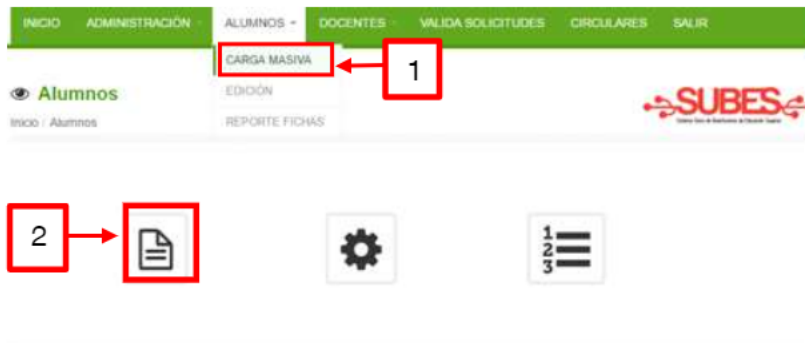 INICIO ADMINISTRACIÓN ALUMNOS DOCENTES VALIDA SOLICITUDES CIRCULARES SALIR
CARGA MASIVA
1
EDICIÓN
REPORTE FICHAS
Alumnos
Inicio / Alumnos
SUBES
2
1
2
3